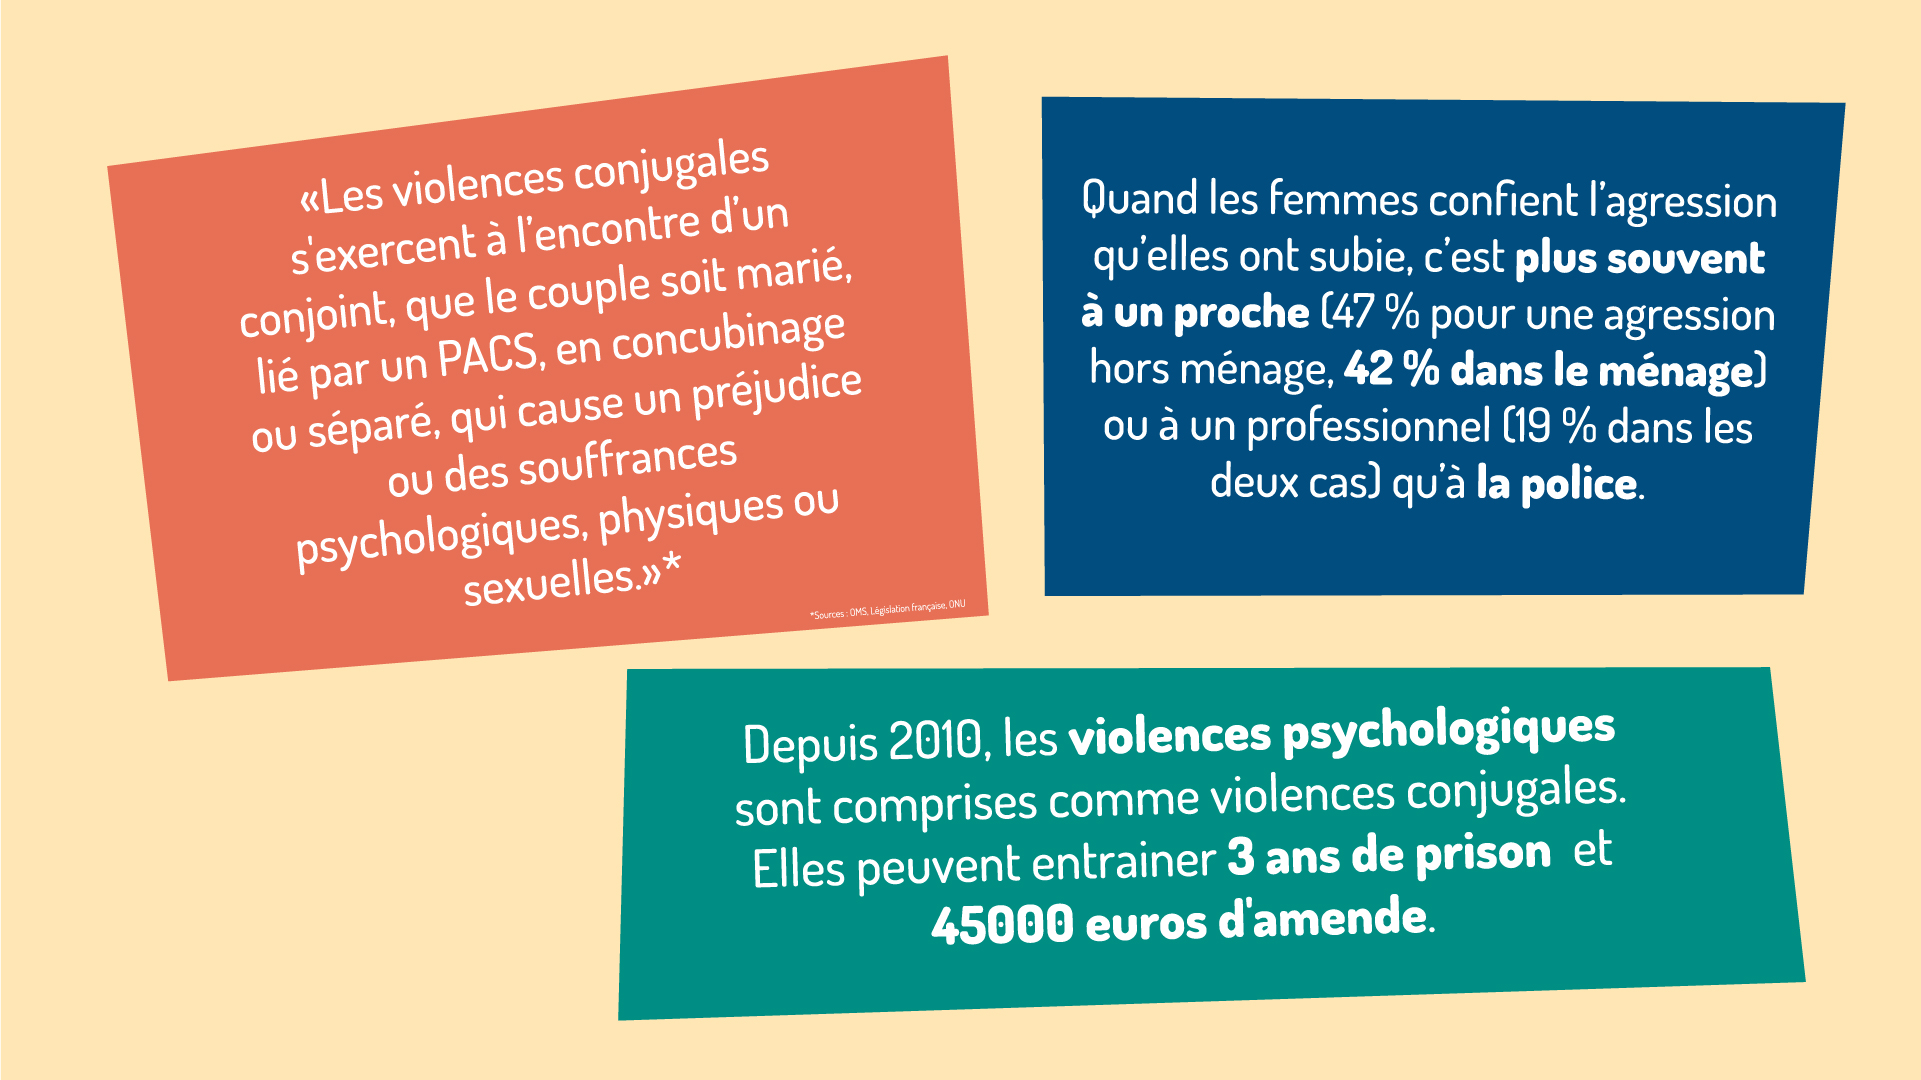 «Les violences conjugales
s'exercent à l’encontre d’un
conjoint, que le couple soit marié,
lié par un PACS, en concubinage
ou séparé, qui cause un préjudice
ou des souffrances
psychologiques, physiques ou
sexuelles.»*
*Sources : OMS, Législation française, ONU
Quand les femmes confient l’agression
qu’elles ont subie, c’est plus souvent
à un proche (47 % pour une agression
hors ménage, 42 % dans le ménage)
ou à un professionnel (19 % dans les
deux cas) qu’à la police.
Depuis 2010, les violences psychologiques
sont comprises comme violences conjugales.
Elles peuvent entrainer 3 ans de prison et
45000 euros d'amende.